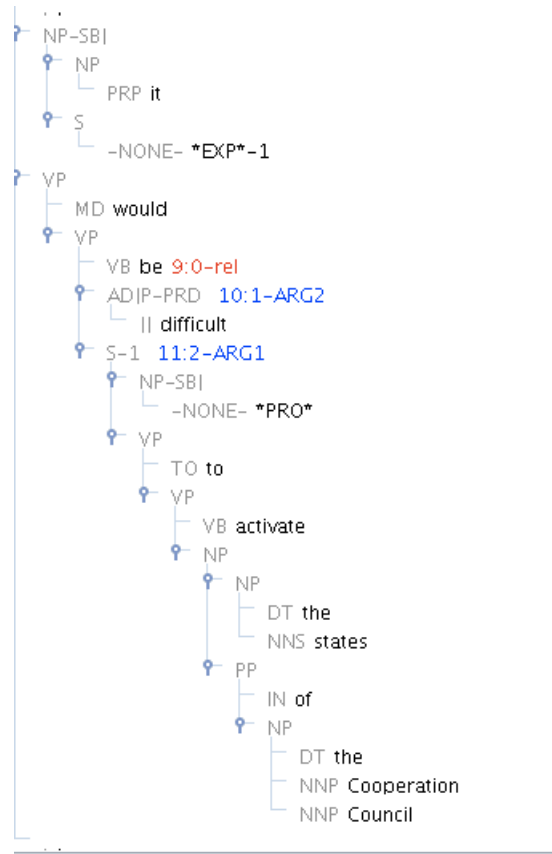 NP-SBJ
NP
PRP it
S
-NONE- *EXP*-1
VP
MD would
VP
VB be 9:0-rel
ADJP-PRD 10:1-ARG2
JJ difficult
S-1 11:2-ARG1
NP-SBJ
-NONE- *PRO*
VP
TO to
VP
VB activate
NP
NP
DT the
NNS states
PP
IN of
NP
DT the
NNP Cooperation
NNP Council